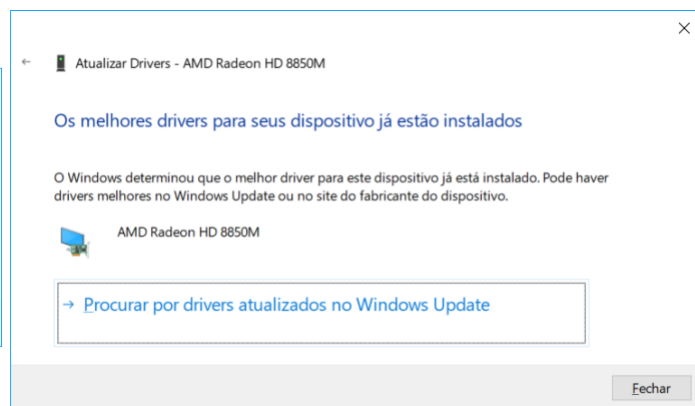 Atualizar Drivers - AMD Radeon HD 8850M
Os melhores drivers para seus dispositivo já estão instalados
O Windows determinou que o melhor driver para este dispositivo já está instalado. Pode haver
drivers melhores no Windows Update ou no site do fabricante do dispositivo.
AMD Radeon HD 8850M
→ Procurar por drivers atualizados no Windows Update
Fechar